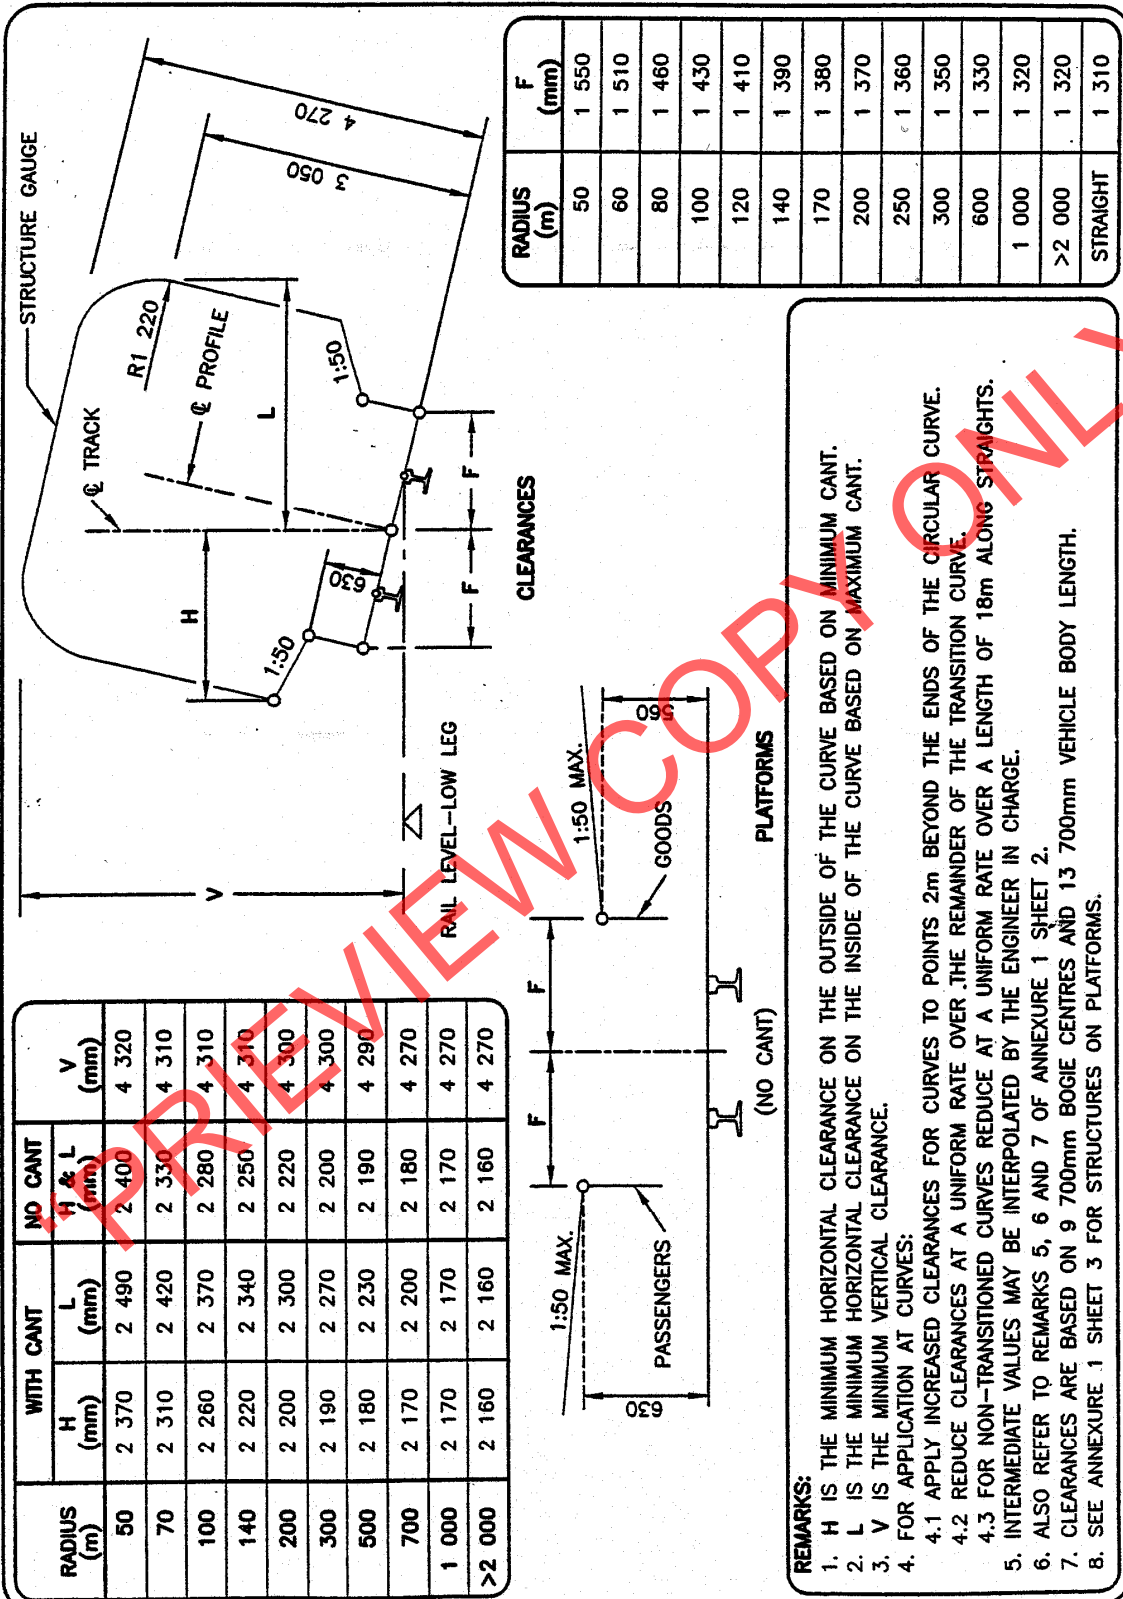 WITH CANT NO CANT
RADIUS (m) H (mm) L (mm) H & L (mm) V (mm)
50 2 370 2 490 2 400 4 320
70 2 310 2 420 2 330 4 310
100 2 260 2 370 2 280 4 310
140 2 220 2 340 2 250 4 310
200 2 200 2 300 2 220 4 300
300 2 190 2 270 2 200 4 300
500 2 180 2 230 2 190 4 290
700 2 170 2 200 2 180 4 270
1 000 2 170 2 170 2 170 4 270
>2 000 2 160 2 160 2 160 4 270
STRUCTURE GAUGE
℄ TRACK
R1 220
℄ PROFILE
4 270
3 050
H
L
1:50
1:50
630
F
F
V
RAIL LEVEL-LOW LEG
CLEARANCES
1:50 MAX.
PASSENGERS
630
F
F
1:50 MAX.
GOODS
560
(NO CANT)
PLATFORMS
RADIUS (m) F (mm)
50 1 550
60 1 510
80 1 460
100 1 430
120 1 410
140 1 390
170 1 380
200 1 370
250 1 360
300 1 350
600 1 330
1 000 1 320
>2 000 1 320
STRAIGHT 1 310
REMARKS:
1. H IS THE MINIMUM HORIZONTAL CLEARANCE ON THE OUTSIDE OF THE CURVE BASED ON MINIMUM CANT.
2. L IS THE MINIMUM HORIZONTAL CLEARANCE ON THE INSIDE OF THE CURVE BASED ON MAXIMUM CANT.
3. V IS THE MINIMUM VERTICAL CLEARANCE.
4. FOR APPLICATION AT CURVES:
4.1 APPLY INCREASED CLEARANCES FOR CURVES TO POINTS 2m BEYOND THE ENDS OF THE CIRCULAR CURVE.
4.2 REDUCE CLEARANCES AT A UNIFORM RATE OVER THE REMAINDER OF THE TRANSITION CURVE.
4.3 FOR NON-TRANSITIONED CURVES REDUCE AT A UNIFORM RATE OVER A LENGTH OF 18m ALONG STRAIGHTS.
5. INTERMEDIATE VALUES MAY BE INTERPOLATED BY THE ENGINEER IN CHARGE.
6. ALSO REFER TO REMARKS 5, 6 AND 7 OF ANNEXURE 1 SHEET 2.
7. CLEARANCES ARE BASED ON 9 700mm BOGIE CENTRES AND 13 700mm VEHICLE BODY LENGTH.
8. SEE ANNEXURE 1 SHEET 3 FOR STRUCTURES ON PLATFORMS.
"PREVIEW COPY ONLY